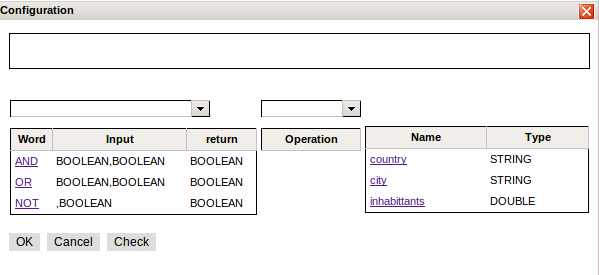 Configuration
Word Input return Operation Name Type
AND BOOLEAN,BOOLEAN BOOLEAN country STRING
OR BOOLEAN,BOOLEAN BOOLEAN city STRING
NOT ,BOOLEAN BOOLEAN inhabittants DOUBLE
OK Cancel Check